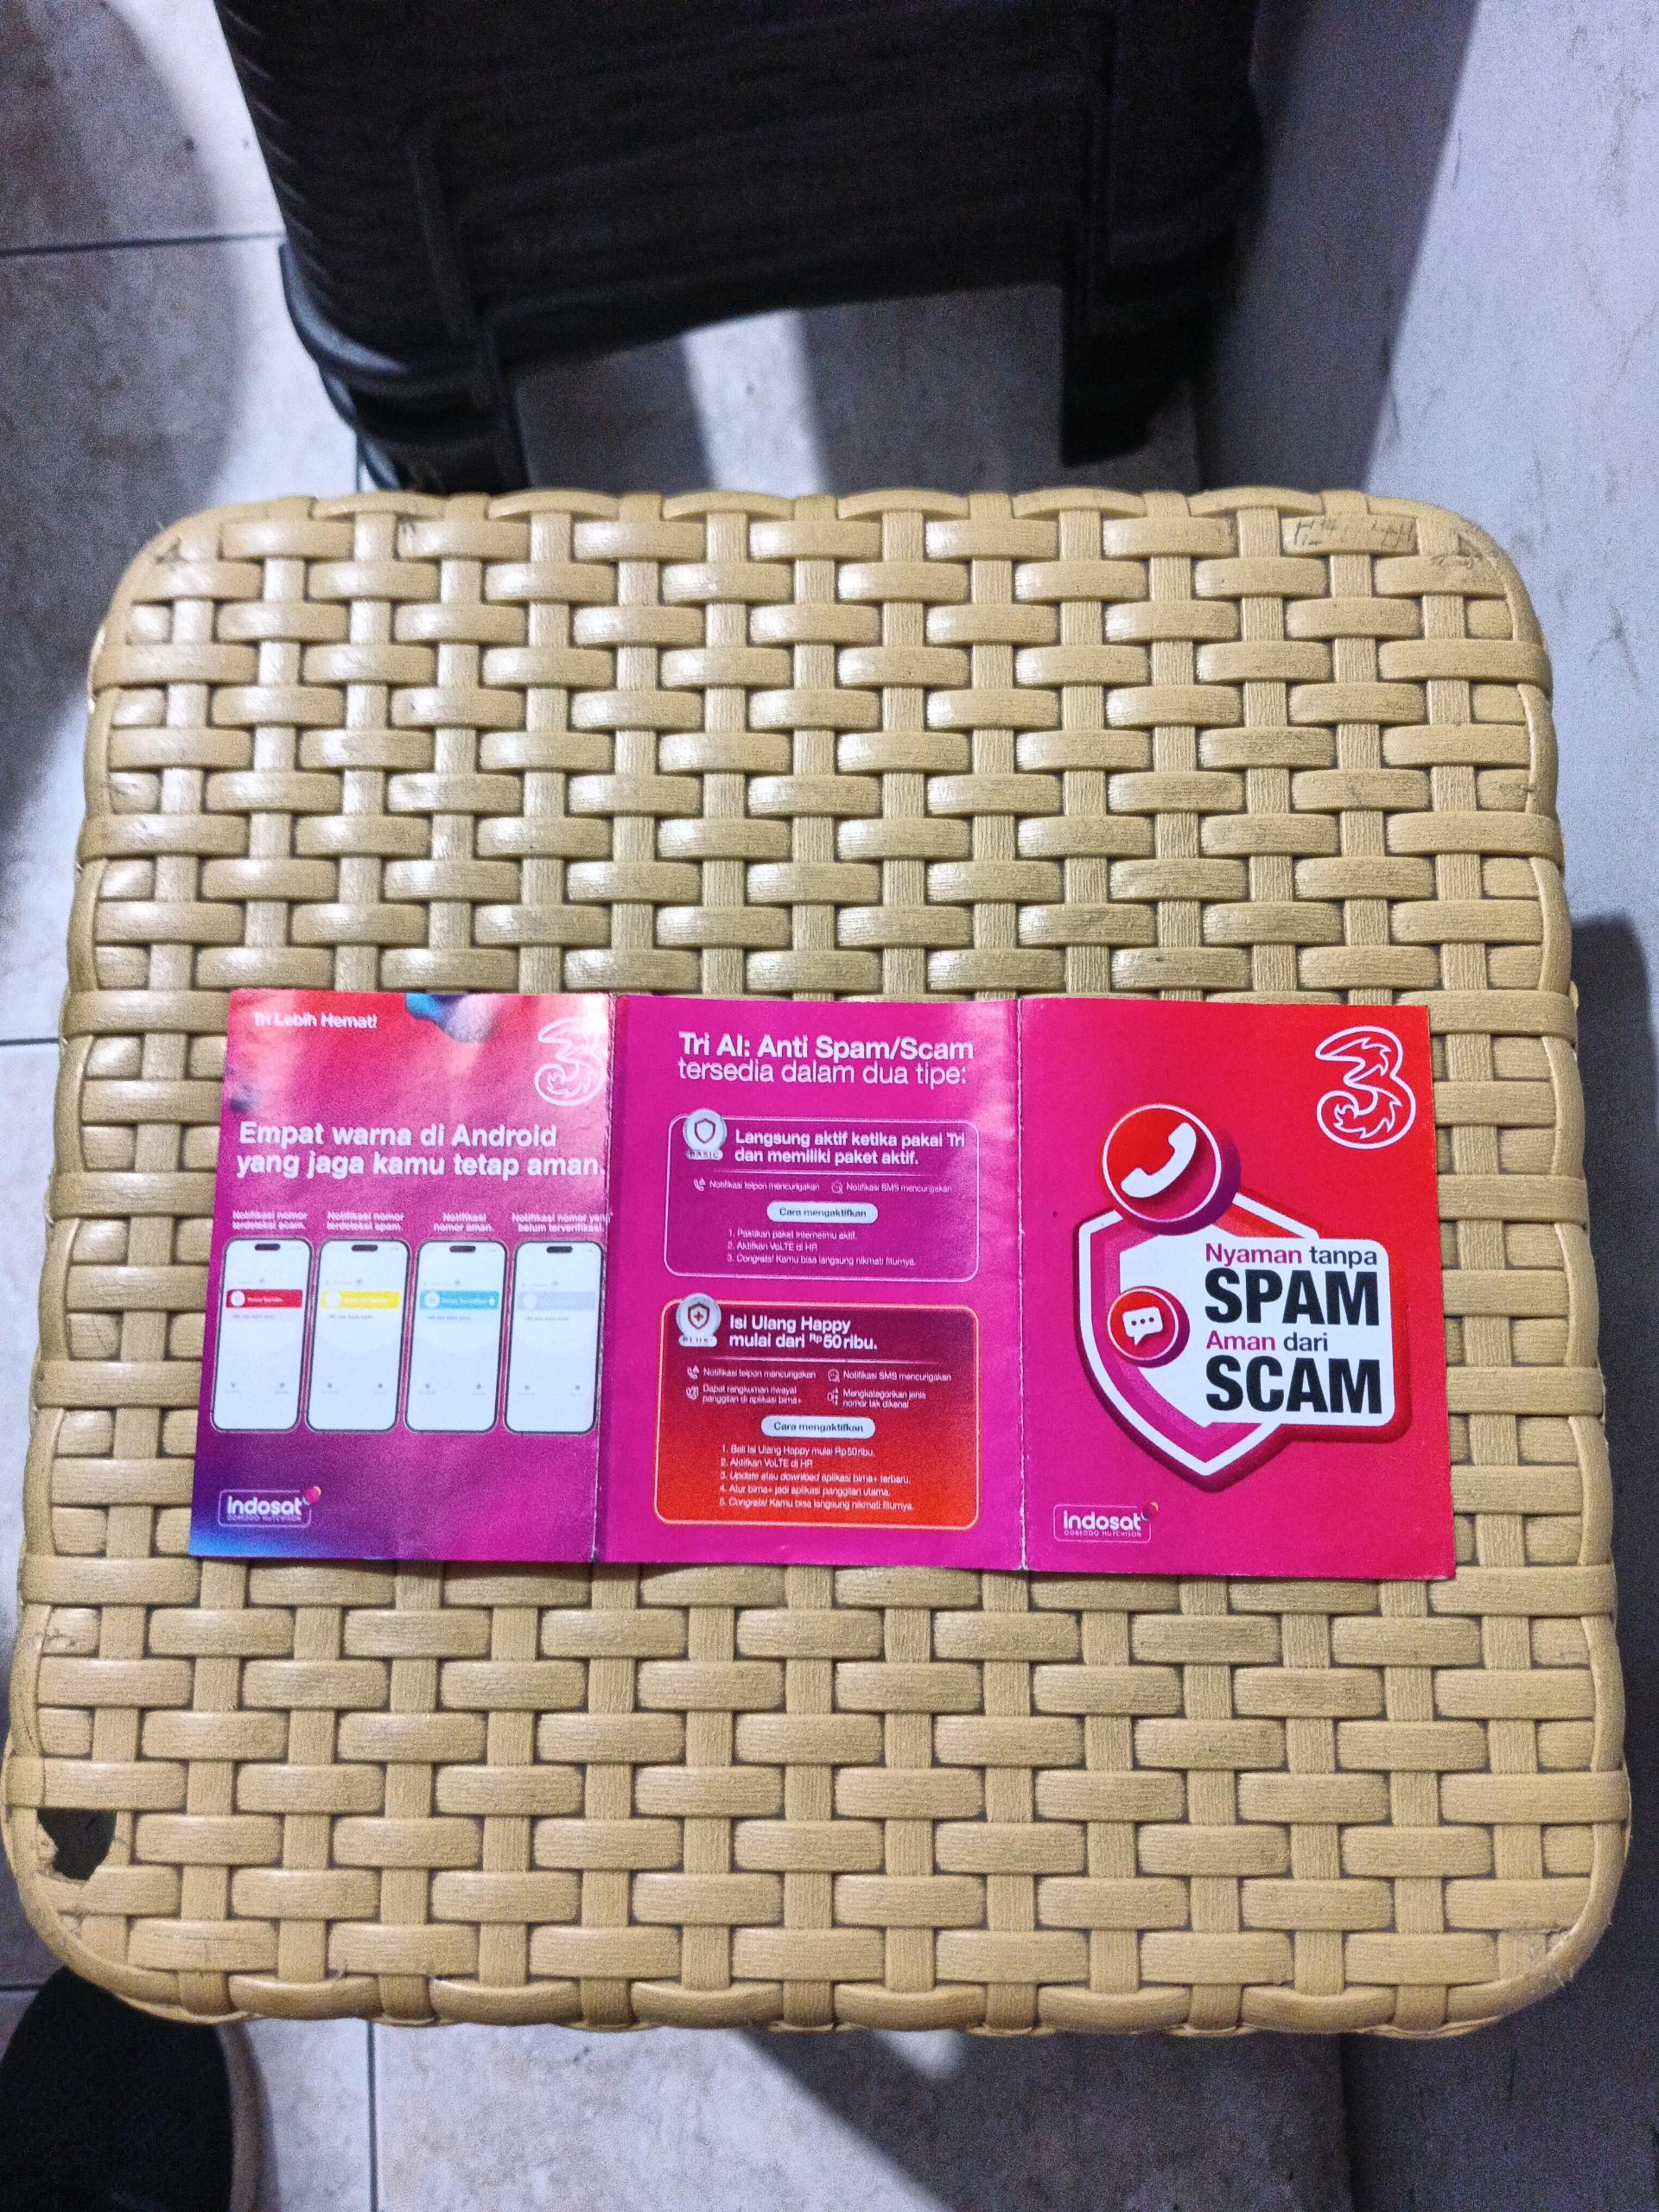 Tri Lebih Hemat!
3
Empat warna di Android
yang jaga kamu tetap aman.
Notifikasi nomor
terdeteksi scam.
Notifikasi nomor
terdeteksi spam.
Notifikasi
nomor aman.
Notifikasi nomor yang
belum terverifikasi.
indosat
OOREDOO HUTCHISON
Tri AI: Anti Spam/Scam
tersedia dalam dua tipe:
BASIC
Langsung aktif ketika pakai Tri
dan memiliki paket aktif.
Notifikasi telpon mencurigakan
Notifikasi SMS mencurigakan
Cara mengaktifkan
1. Pastikan paket internetmu aktif.
2. Aktifkan VoLTE di HP.
3. Congrats! Kamu bisa langsung nikmati fiturnya.
PLUS
Isi Ulang Happy
mulai dari Rp50ribu.
Notifikasi telpon mencurigakan
Notifikasi SMS mencurigakan
Dapat rangkuman riwayat
panggilan di aplikasi bima+
Mengkategorikan jenis
nomor tak dikenal
Cara mengaktifkan
1. Beli Isi Ulang Happy mulai Rp50ribu.
2. Aktifkan VoLTE di HP.
3. Update atau download aplikasi bima+ terbaru.
4. Atur bima+ jadi aplikasi panggilan utama.
5. Congrats! Kamu bisa langsung nikmati fiturnya.
3
Nyaman tanpa
SPAM
Aman dari
SCAM
indosat
OOREDOO HUTCHISON